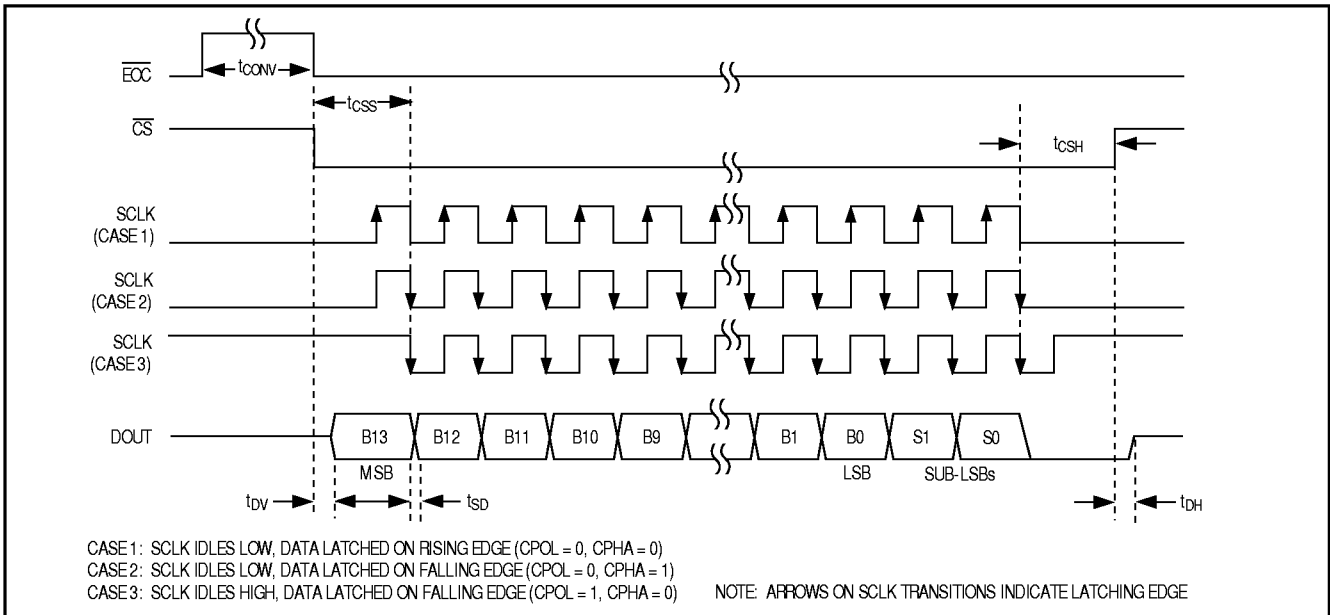 EOC
tCONV
tCSS
CS
tCSH
SCLK
(CASE 1)
SCLK
(CASE 2)
SCLK
(CASE 3)
DOUT
B13
B12
B11
B10
B9
B1
B0
S1
S0
MSB
LSB
SUB-LSBs
tDV
tSD
tDH
CASE 1: SCLK IDLES LOW, DATA LATCHED ON RISING EDGE (CPOL = 0, CPHA = 0)
CASE 2: SCLK IDLES LOW, DATA LATCHED ON FALLING EDGE (CPOL = 0, CPHA = 1)
CASE 3: SCLK IDLES HIGH, DATA LATCHED ON FALLING EDGE (CPOL = 1, CPHA = 0)
NOTE: ARROWS ON SCLK TRANSITIONS INDICATE LATCHING EDGE